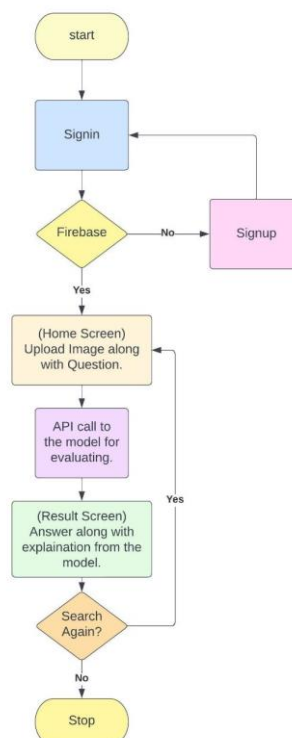 start
Signin
Firebase
No
Signup
Yes
(Home Screen)
Upload Image along
with Question.
API call to
the model for
evaluating.
Yes
(Result Screen)
Answer along with
explaination from the
model.
Search
Again?
No
Stop